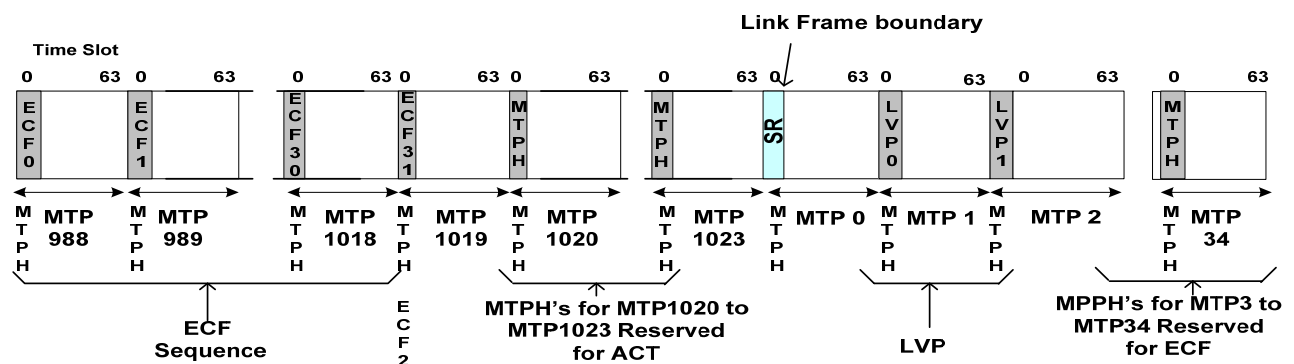 Link Frame boundary
Time Slot
0 63 0 63 0 63 0 63 0 63 0 63 0 63 0 63 0 63 0 63
ECF0
ECF1
ECF30
ECF31
MTPH
MTPH
SR
LVP0
LVP1
MTPH
MTPH
MTP 988
MTPH
MTP 989
MTPH
MTP 1018
MTPH
MTP 1019
MTPH
MTP 1020
MTPH
MTP 1023
MTPH
MTP 0
MTPH
MTP 1
MTPH
MTP 2
MTPH
MTP 34
ECF
Sequence
ECF2
MTPH's for MTP1020 to
MTP1023 Reserved
for ACT
LVP
MPPH's for MTP3 to
MTP34 Reserved
for ECF